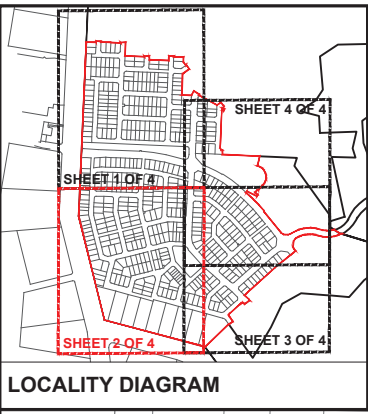 SHEET 4 OF 4
SHEET 1 OF 4
SHEET 2 OF 4
SHEET 3 OF 4
LOCALITY DIAGRAM